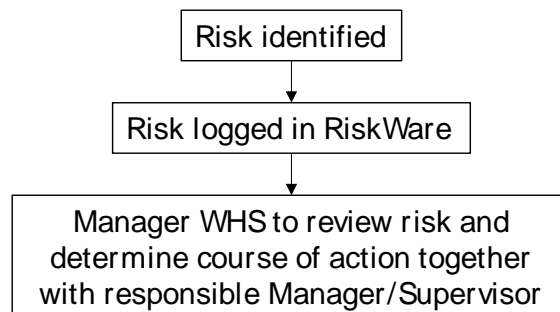 Risk identified
Risk logged in RiskWare
Manager WHS to review risk and
determine course of action together
with responsible Manager/Supervisor